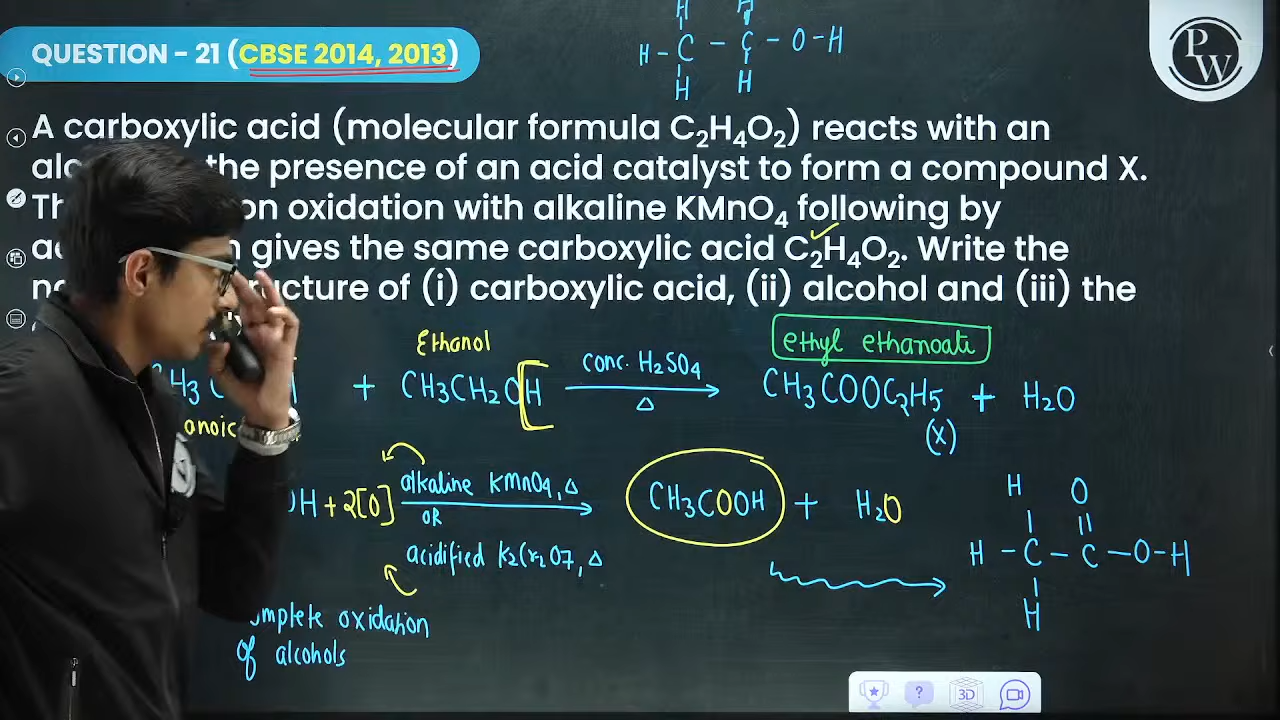 QUESTION - 21 (CBSE 2014, 2013)
PW
H H
H - C - C - O - H
H H
A carboxylic acid (molecular formula C₂H₄O₂) reacts with an
the presence of an acid catalyst to form a compound X.
on oxidation with alkaline KMnO₄ following by
gives the same carboxylic acid C₂H₄O₂. Write the
of (i) carboxylic acid, (ii) alcohol and (iii) the
Ethanol
ethyl ethanoate
+ CH3CH2OH conc. H2SO4 CH3COOC2H5 + H2O
Δ
(X)
OH + 2[O] alkaline KMnO4, Δ CH3COOH + H2O
OR
acidified K2Cr2O7, Δ
H O
H - C - C - O - H
H
oxidation
of alcohols
3D